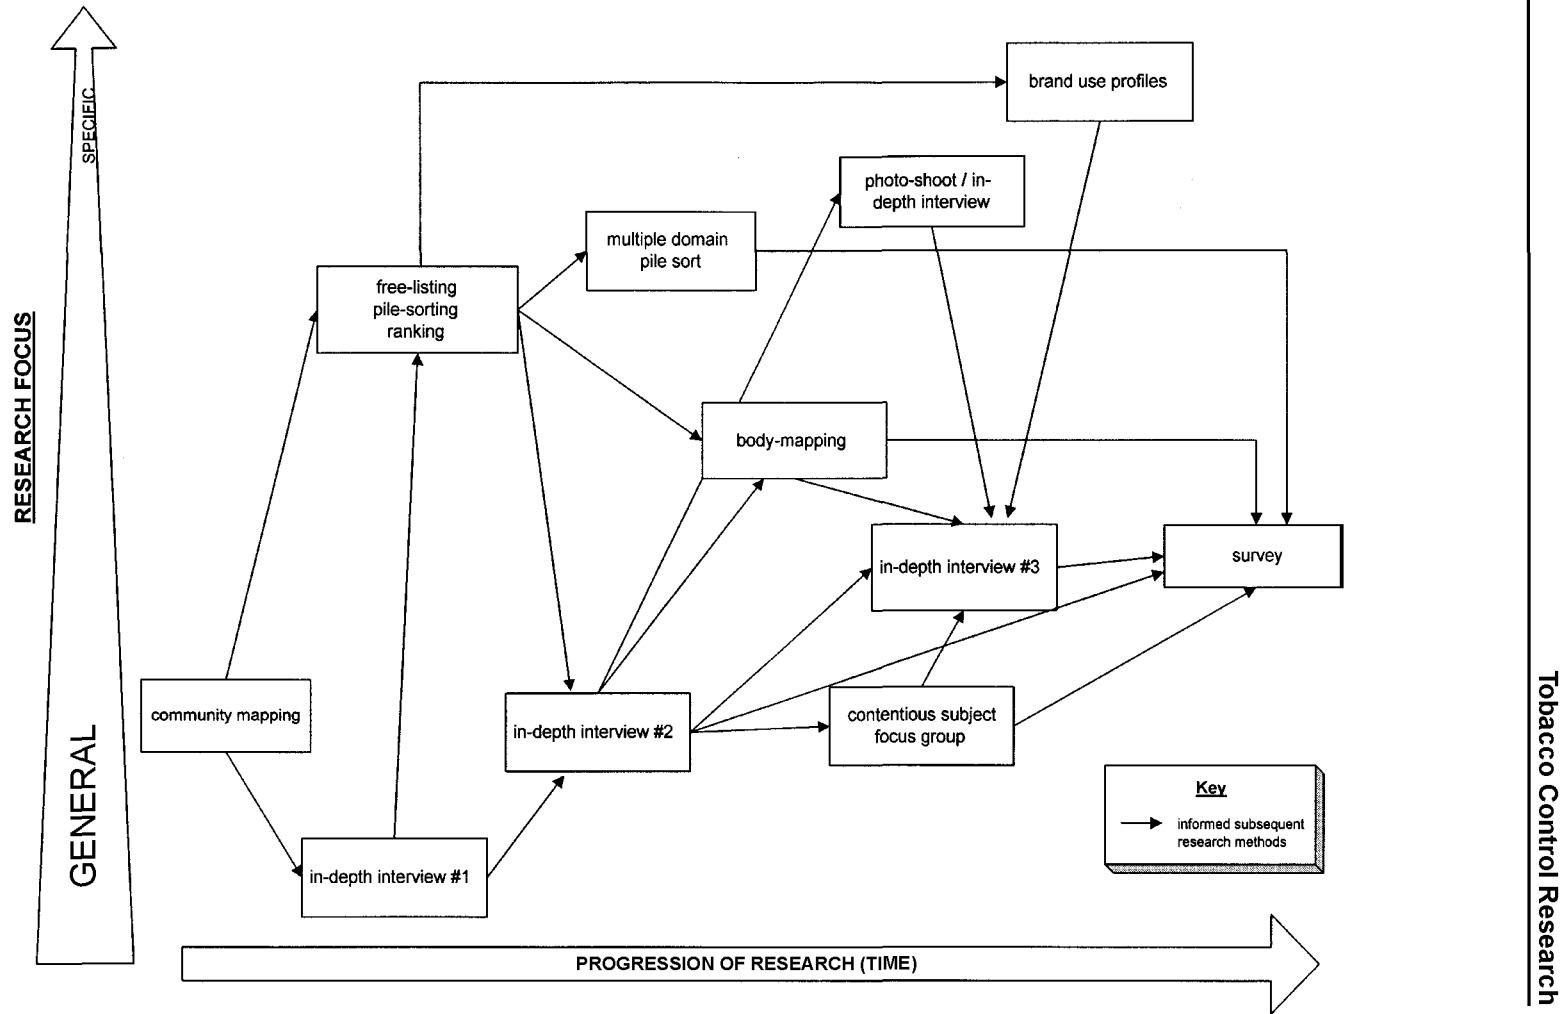 brand use profiles
SPECIFIC
photo-shoot / in-
depth interview
multiple domain
pile sort
free-listing
pile-sorting
ranking
RESEARCH FOCUS
body-mapping
in-depth interview #3
survey
community mapping
in-depth interview #2
contentious subject
focus group
GENERAL
Key
informed subsequent
research methods
in-depth interview #1
PROGRESSION OF RESEARCH (TIME)
Tobacco Control Research